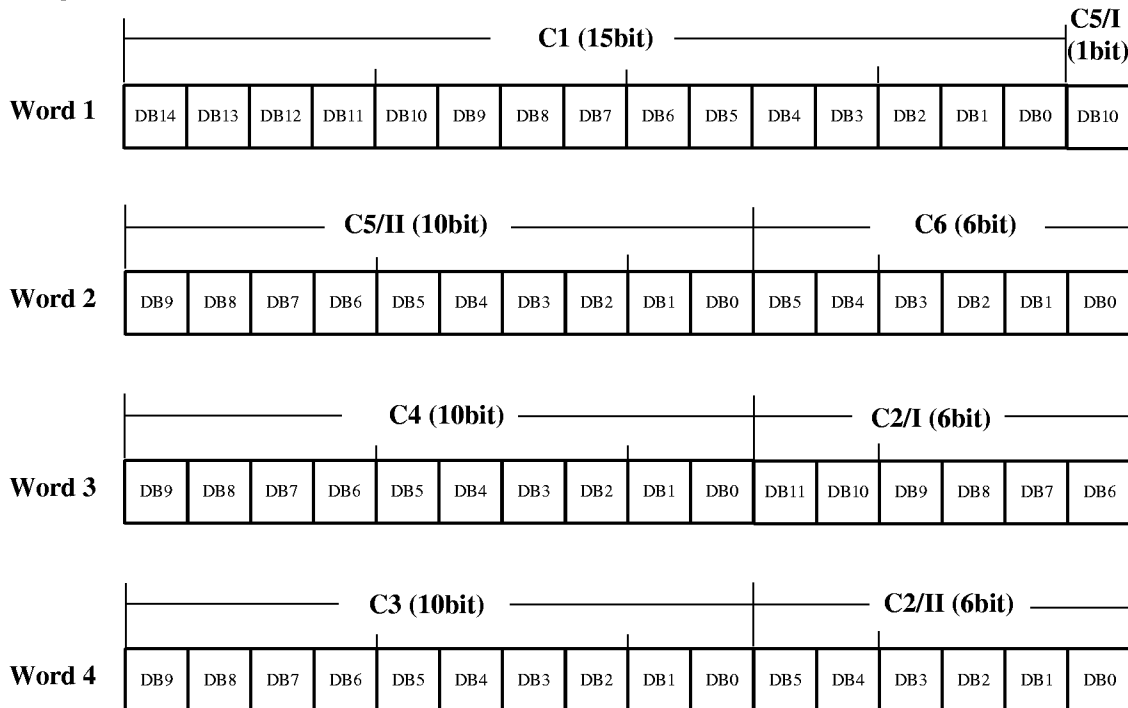 C1 (15bit) C5/I (1bit)
Word 1 DB14 DB13 DB12 DB11 DB10 DB9 DB8 DB7 DB6 DB5 DB4 DB3 DB2 DB1 DB0 DB10
C5/II (10bit) C6 (6bit)
Word 2 DB9 DB8 DB7 DB6 DB5 DB4 DB3 DB2 DB1 DB0 DB5 DB4 DB3 DB2 DB1 DB0
C4 (10bit) C2/I (6bit)
Word 3 DB9 DB8 DB7 DB6 DB5 DB4 DB3 DB2 DB1 DB0 DB11 DB10 DB9 DB8 DB7 DB6
C3 (10bit) C2/II (6bit)
Word 4 DB9 DB8 DB7 DB6 DB5 DB4 DB3 DB2 DB1 DB0 DB5 DB4 DB3 DB2 DB1 DB0